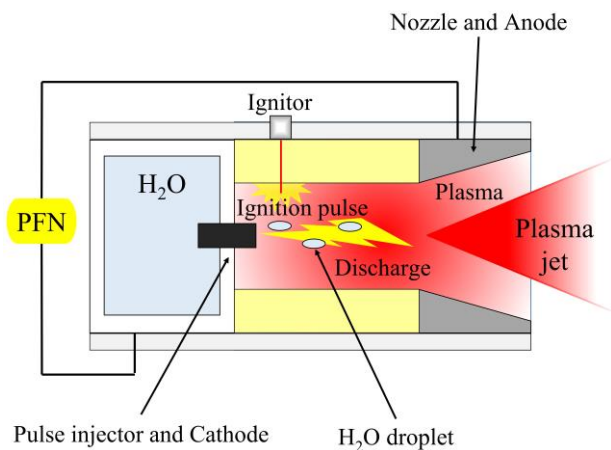 Nozzle and Anode
Ignitor
H₂O
Plasma
Ignition pulse
PFN
Plasma
jet
Discharge
Pulse injector and Cathode
H₂O droplet